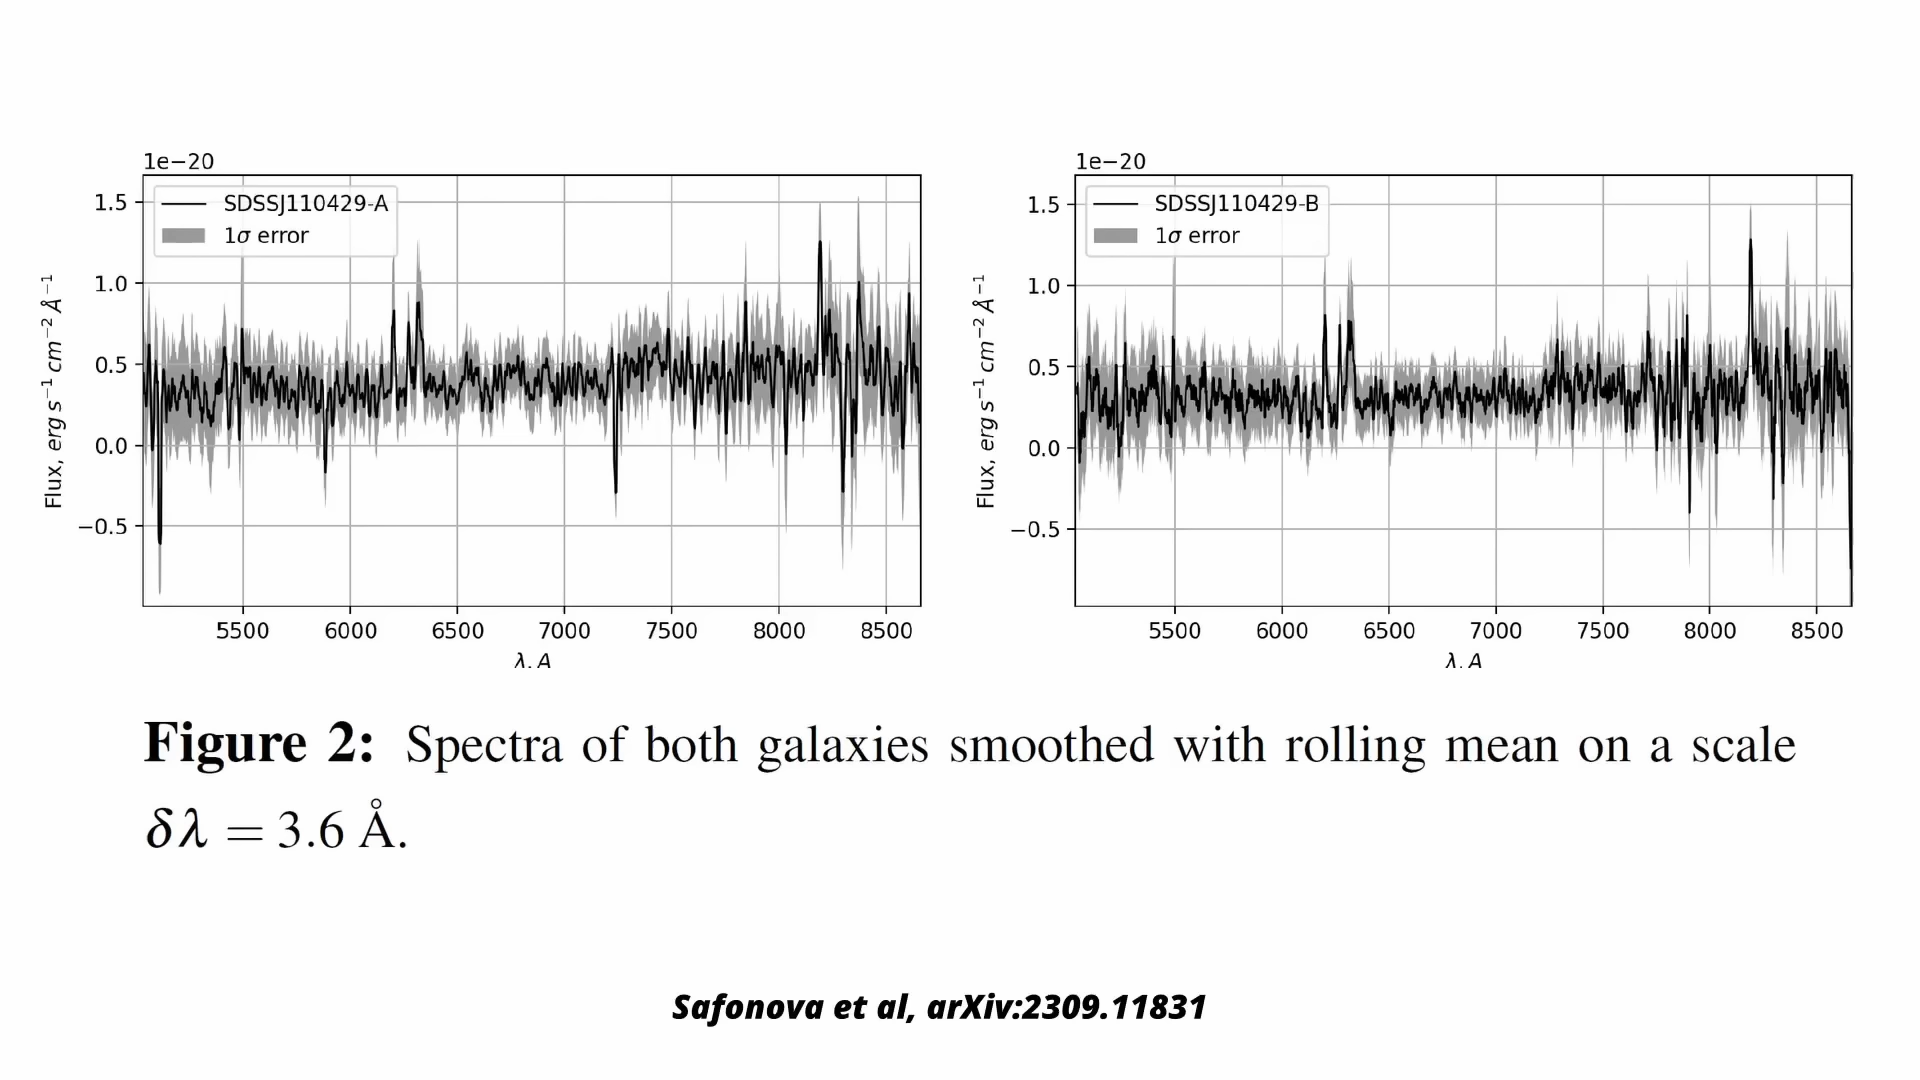 1e−20
SDSSJ110429-A
1σ error
1.5
1.0
0.5
0.0
−0.5
Flux, erg s⁻¹ cm⁻² Å⁻¹
5500 6000 6500 7000 7500 8000 8500
λ, A
1e−20
SDSSJ110429-B
1σ error
1.5
1.0
0.5
0.0
−0.5
Flux, erg s⁻¹ cm⁻² Å⁻¹
5500 6000 6500 7000 7500 8000 8500
λ, A
Figure 2: Spectra of both galaxies smoothed with rolling mean on a scale
δλ = 3.6 Å.
Safonova et al, arXiv:2309.11831